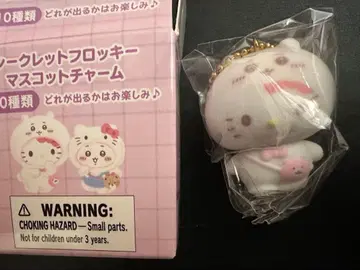 10種類 どれが出るかはお楽しみ♪
シークレットフロッキー
マスコットチャーム
0種類 どれが出るかはお楽しみ♪
WARNING:
CHOKING HAZARD — Small parts.
Not for children under 3 years.